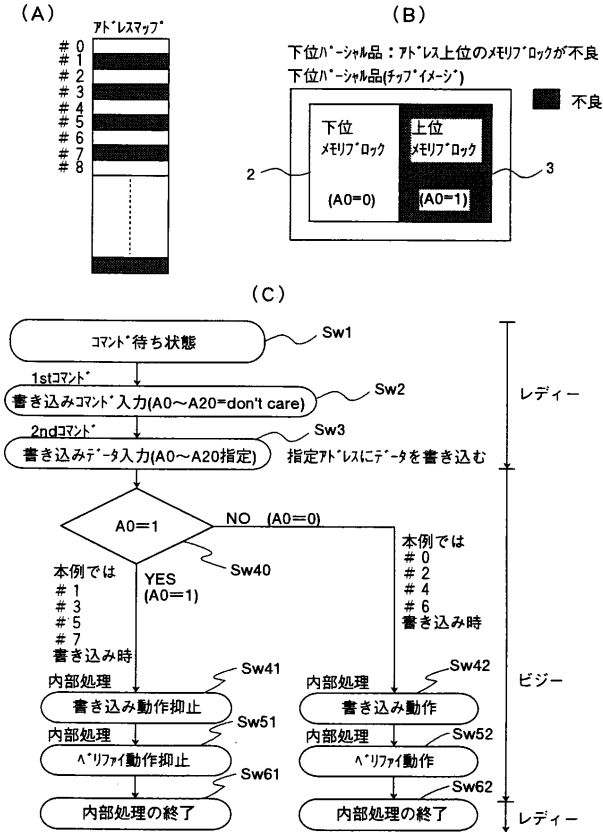 (A)
アドレスマップ
#0
#1
#2
#3
#4
#5
#6
#7
#8
(B)
下位パーシャル品：アドレス上位のメモリブロックが不良
下位パーシャル品(チップイメージ)
不良
下位
メモリブロック
(A0=0)
上位
メモリブロック
(A0=1)
2
3
(C)
コマンド待ち状態
Sw1
レディー
1stコマンド
書き込みコマンド入力(A0～A20=don't care)
Sw2
2ndコマンド
書き込みデータ入力(A0～A20指定)
Sw3
指定アドレスにデータを書き込む
A0=1
NO (A0=0)
Sw40
YES
(A0=1)
本例では
#1
#3
#5
#7
書き込み時
本例では
#0
#2
#4
#6
書き込み時
ビジー
内部処理
書き込み動作抑止
Sw41
内部処理
書き込み動作
Sw42
内部処理
ベリファイ動作抑止
Sw51
内部処理
ベリファイ動作
Sw52
内部処理の終了
Sw61
内部処理の終了
Sw62
レディー